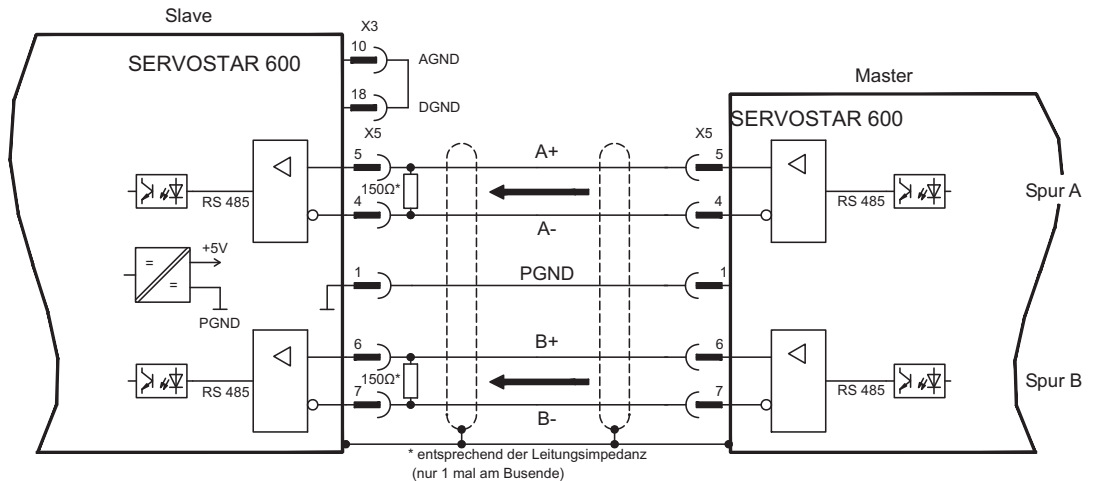 Slave
X3
10
AGND
SERVOSTAR 600
18
DGND
Master
SERVOSTAR 600
X5
X5
5
A+
5
RS 485
150Ω*
RS 485
Spur A
4
A-
4
+5V
=
=
PGND
1
PGND
1
6
B+
6
RS 485
150Ω*
RS 485
Spur B
7
B-
7
* entsprechend der Leitungsimpedanz
(nur 1 mal am Busende)